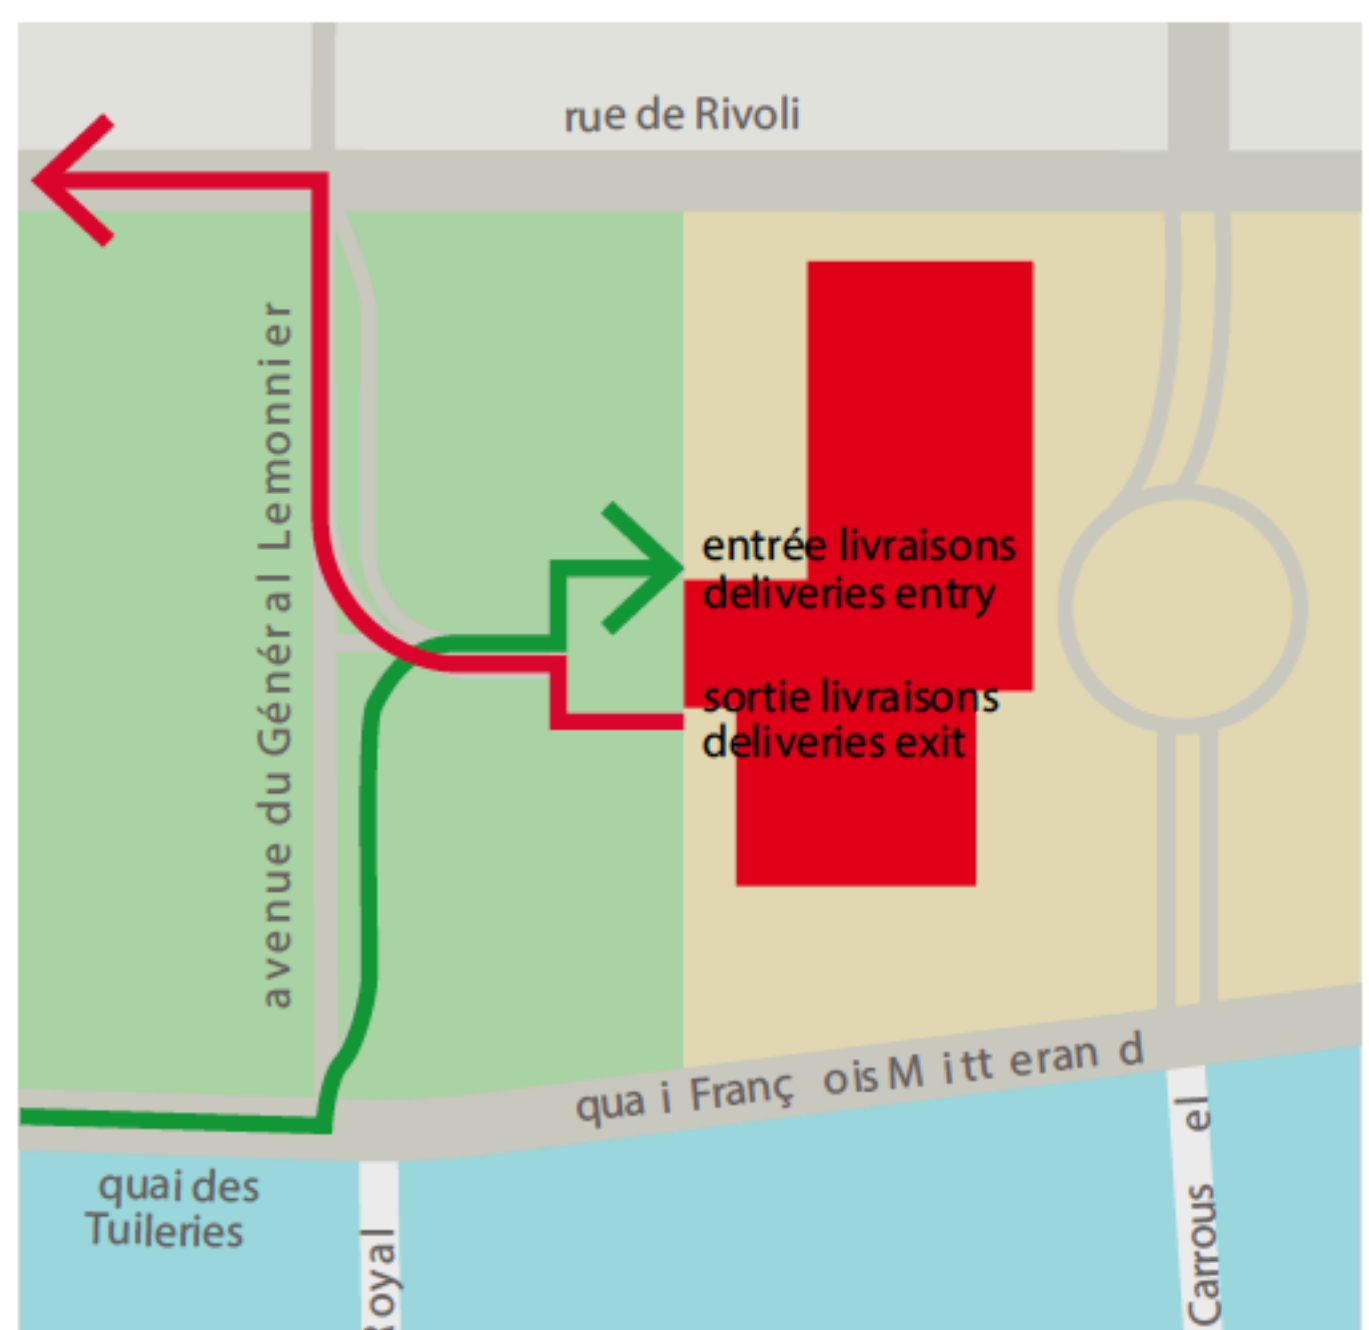 rue de Rivoli
avenue du Général Lemonnier
entrée livraisons
deliveries entry
sortie livraisons
deliveries exit
quai François Mitterand
quai des
Tuileries
Royal
Carrousel